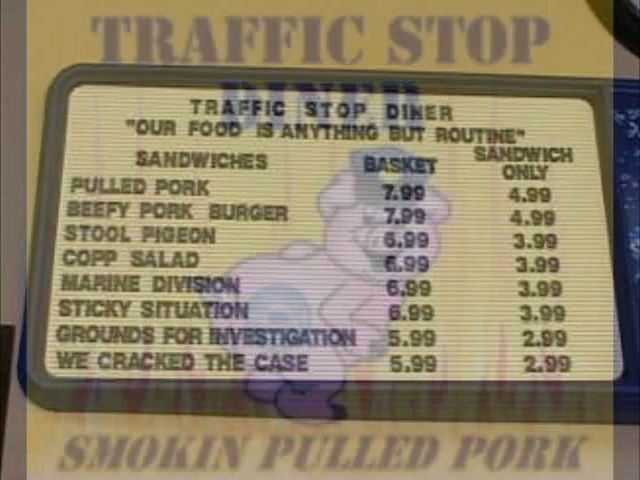 TRAFFIC STOP
DINER
TRAFFIC STOP DINER
"OUR FOOD IS ANYTHING BUT ROUTINE"
SANDWICHES BASKET SANDWICH ONLY
PULLED PORK 7.99 4.99
BEEFY PORK BURGER 7.99 4.99
STOOL PIGEON 6.99 3.99
COPP SALAD 6.99 3.99
MARINE DIVISION 6.99 3.99
STICKY SITUATION 6.99 3.99
GROUNDS FOR INVESTIGATION 5.99 2.99
WE CRACKED THE CASE 5.99 2.99
SMOKIN PULLED PORK